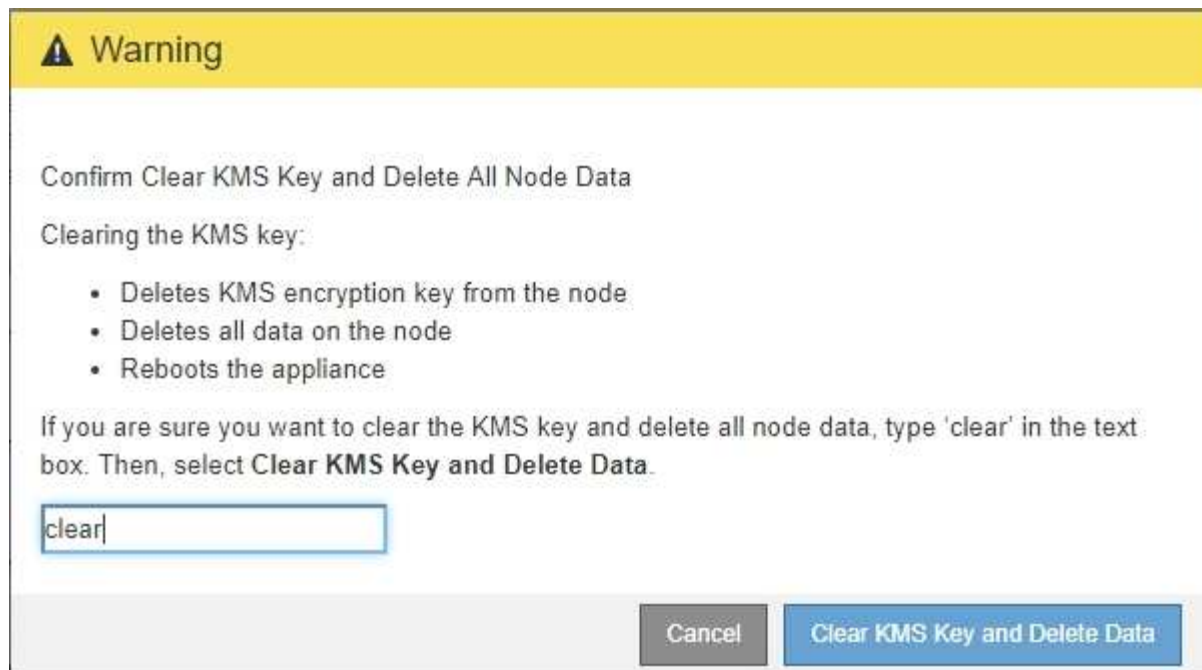 Warning
Confirm Clear KMS Key and Delete All Node Data
Clearing the KMS key:
• Deletes KMS encryption key from the node
• Deletes all data on the node
• Reboots the appliance
If you are sure you want to clear the KMS key and delete all node data, type ‘clear’ in the text
box. Then, select Clear KMS Key and Delete Data.
clear
Cancel
Clear KMS Key and Delete Data